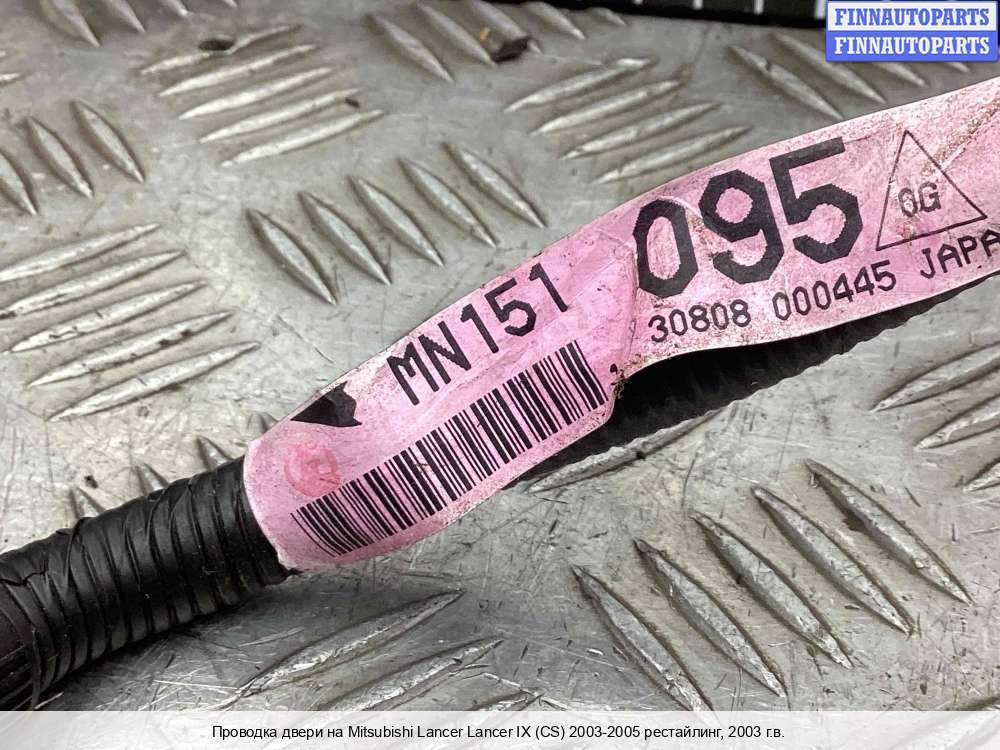 FINNAUTOPARTS
FINNAUTOPARTS
MN151
095
0G
30808 000445 JAPA
Проводка двери на Mitsubishi Lancer Lancer IX (CS) 2003-2005 рестайлинг, 2003 г.в.